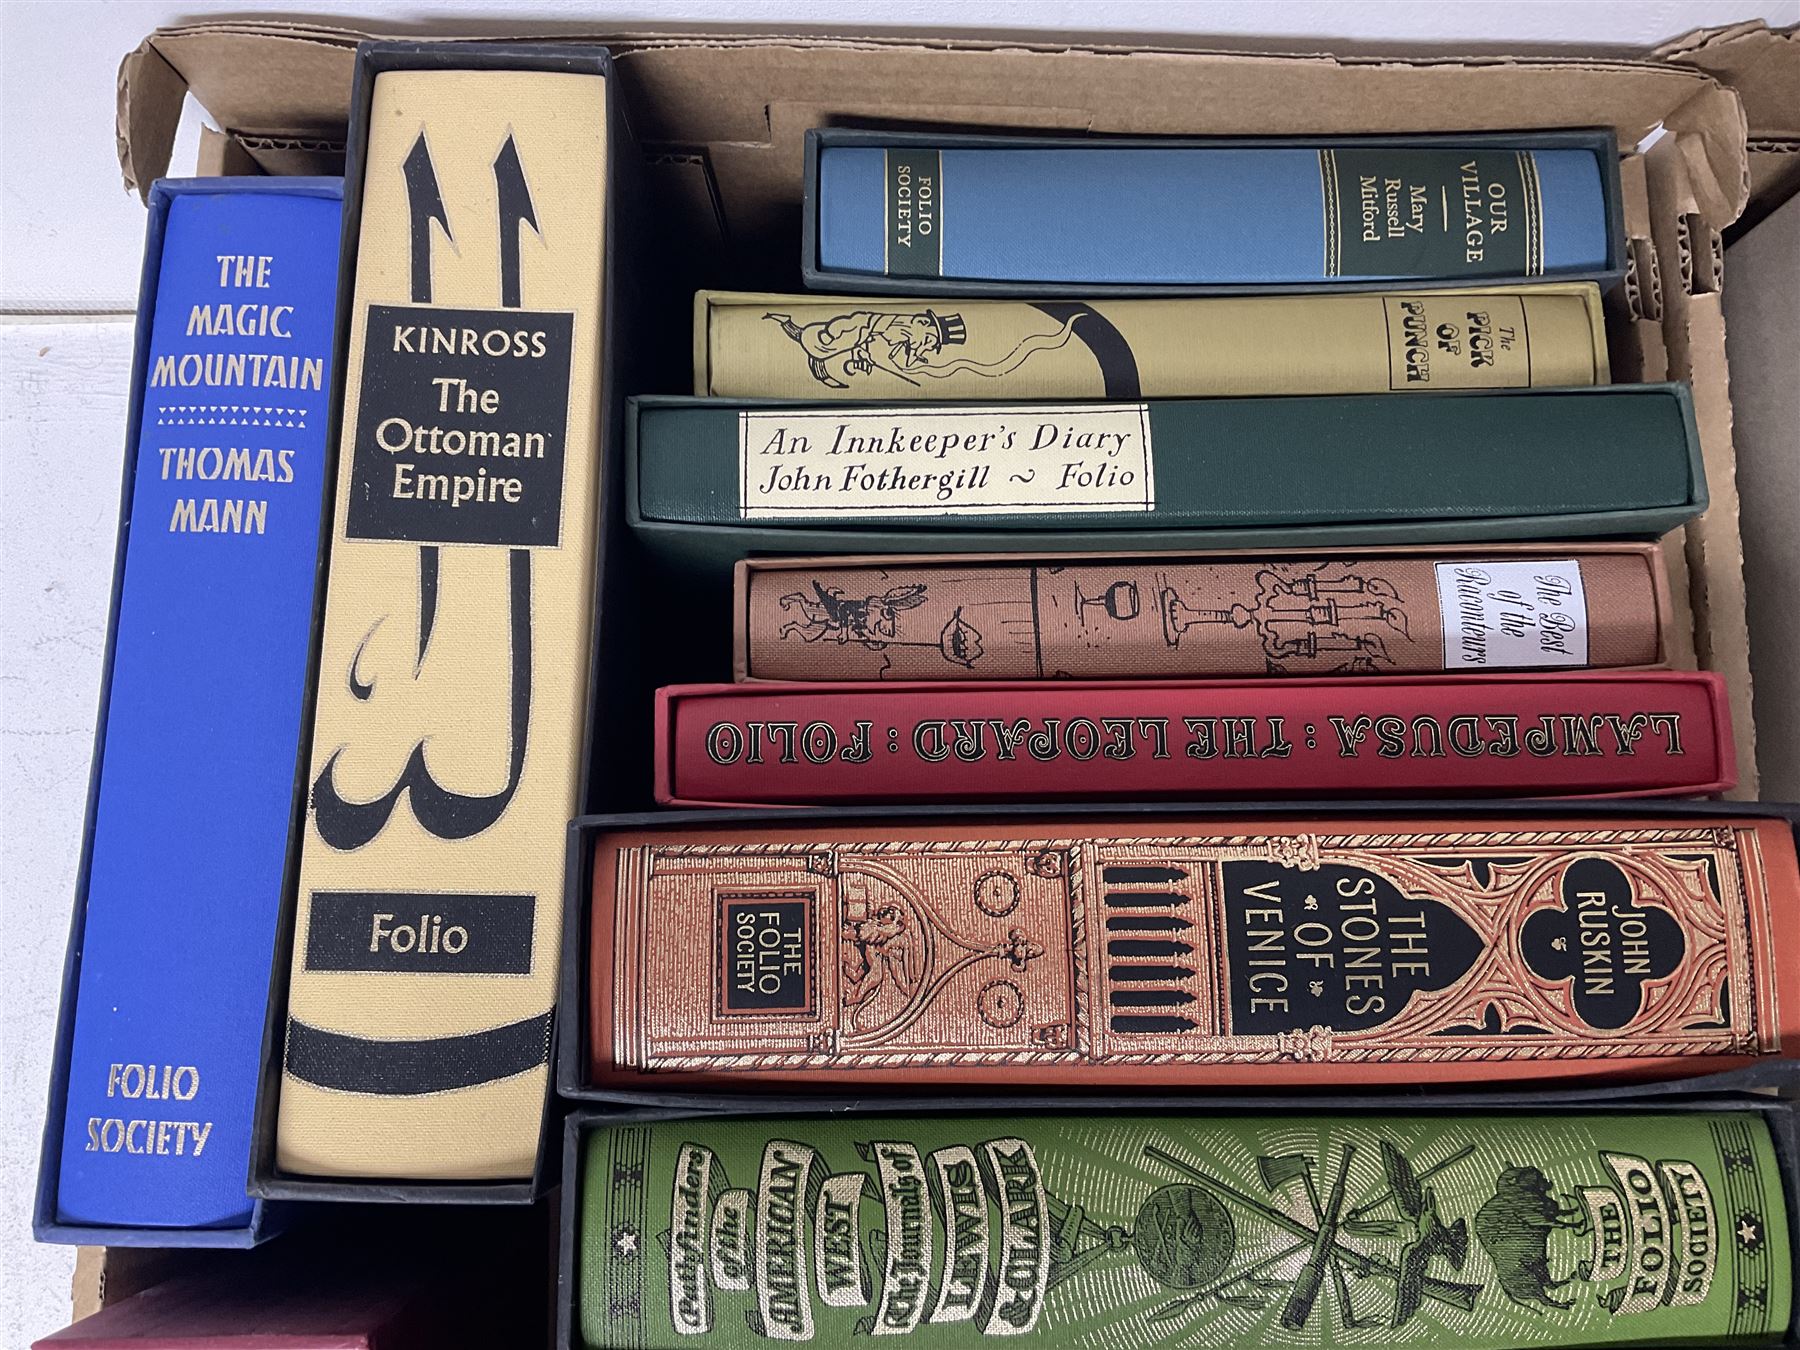 THE
MAGIC
MOUNTAIN
THOMAS
MANN
FOLIO
SOCIETY
KINROSS
The
Ottoman
Empire
Folio
OUR
VILLAGE
Mary
Russell
Mitford
FOLIO
SOCIETY
The
PICK
OF
PUNCH
An Innkeeper's Diary
John Fothergill ~ Folio
The Best
of the
Raconteurs
LAMPEDUSA : THE LEOPARD : FOLIO
JOHN
RUSKIN
THE
STONES
OF
VENICE
THE
FOLIO
SOCIETY
Pathfinders
of the
AMERICAN
WEST
The Journals of
LEWIS
& CLARK
THE
FOLIO
SOCIETY